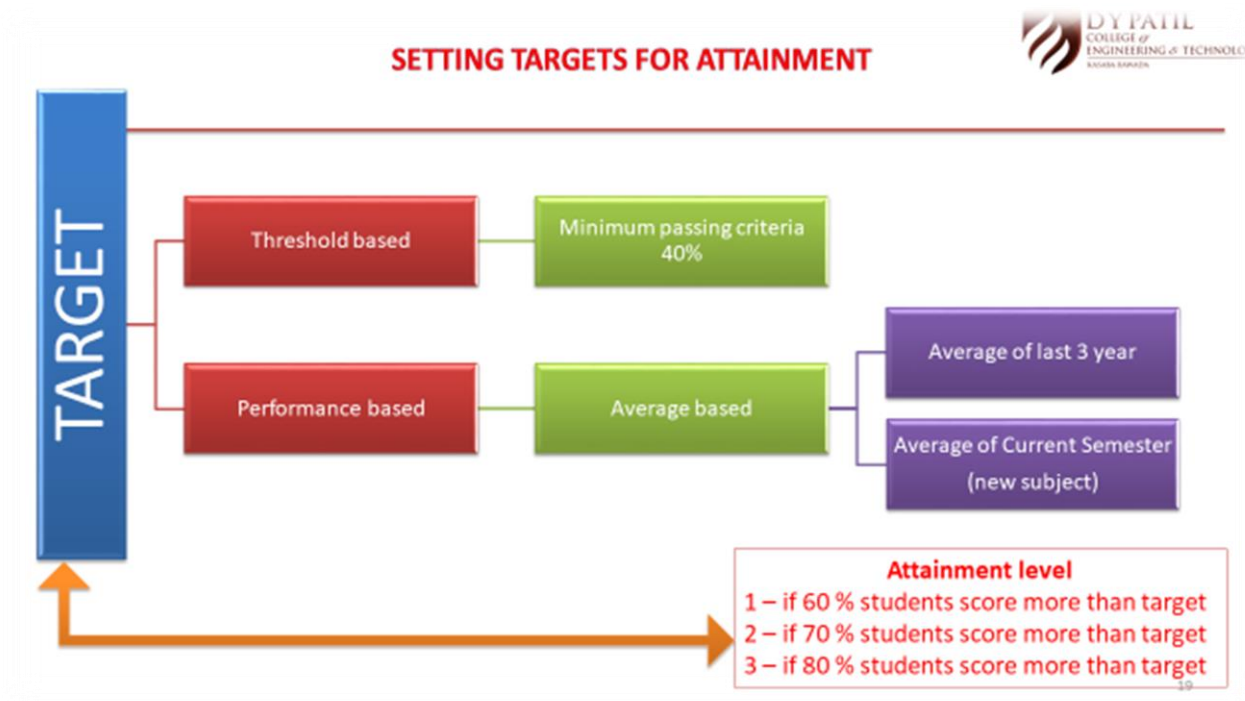 D Y PATIL
COLLEGE of
ENGINEERING & TECHNOLO
SETTING TARGETS FOR ATTAINMENT
TARGET
Threshold based
Minimum passing criteria
40%
Performance based
Average based
Average of last 3 year
Average of Current Semester
(new subject)
Attainment level
1 – if 60 % students score more than target
2 – if 70 % students score more than target
3 – if 80 % students score more than target
19